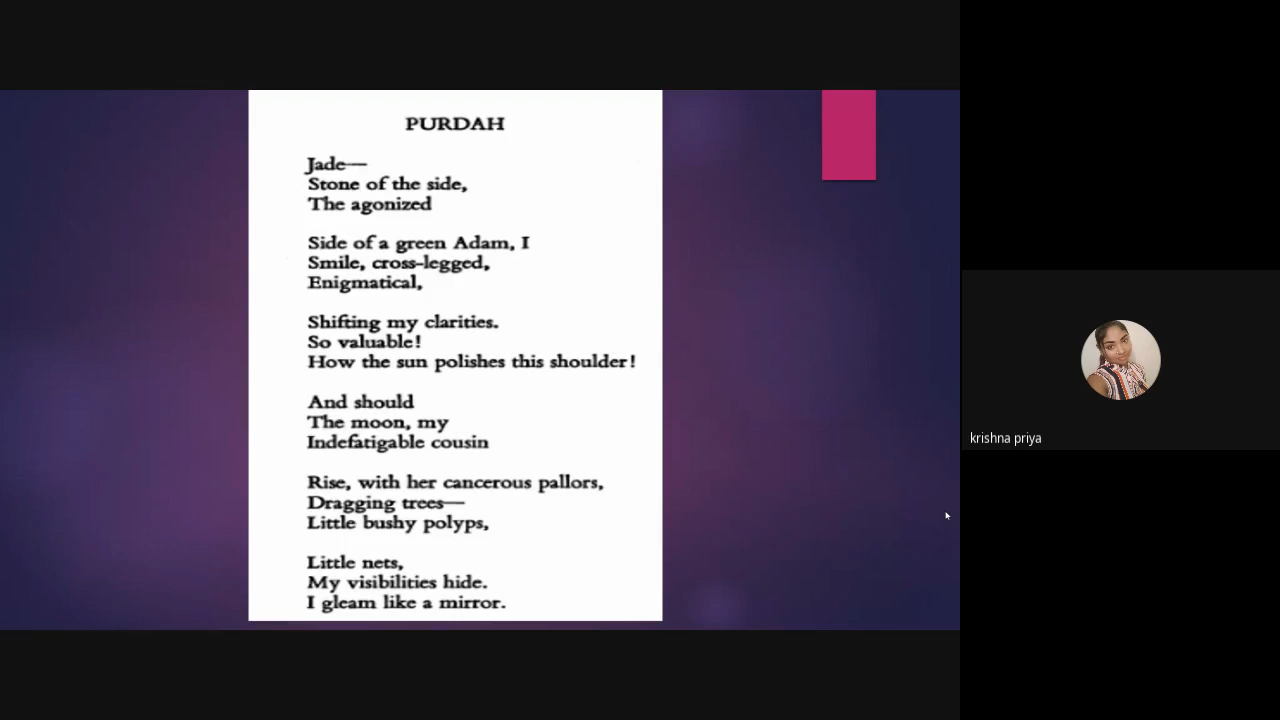 PURDAH
Jade—
Stone of the side,
The agonized
Side of a green Adam, I
Smile, cross-legged,
Enigmatical,
Shifting my clarities.
So valuable!
How the sun polishes this shoulder!
And should
The moon, my
Indefatigable cousin
Rise, with her cancerous pallors,
Dragging trees—
Little bushy polyps,
Little nets,
My visibilities hide.
I gleam like a mirror.
krishna priya